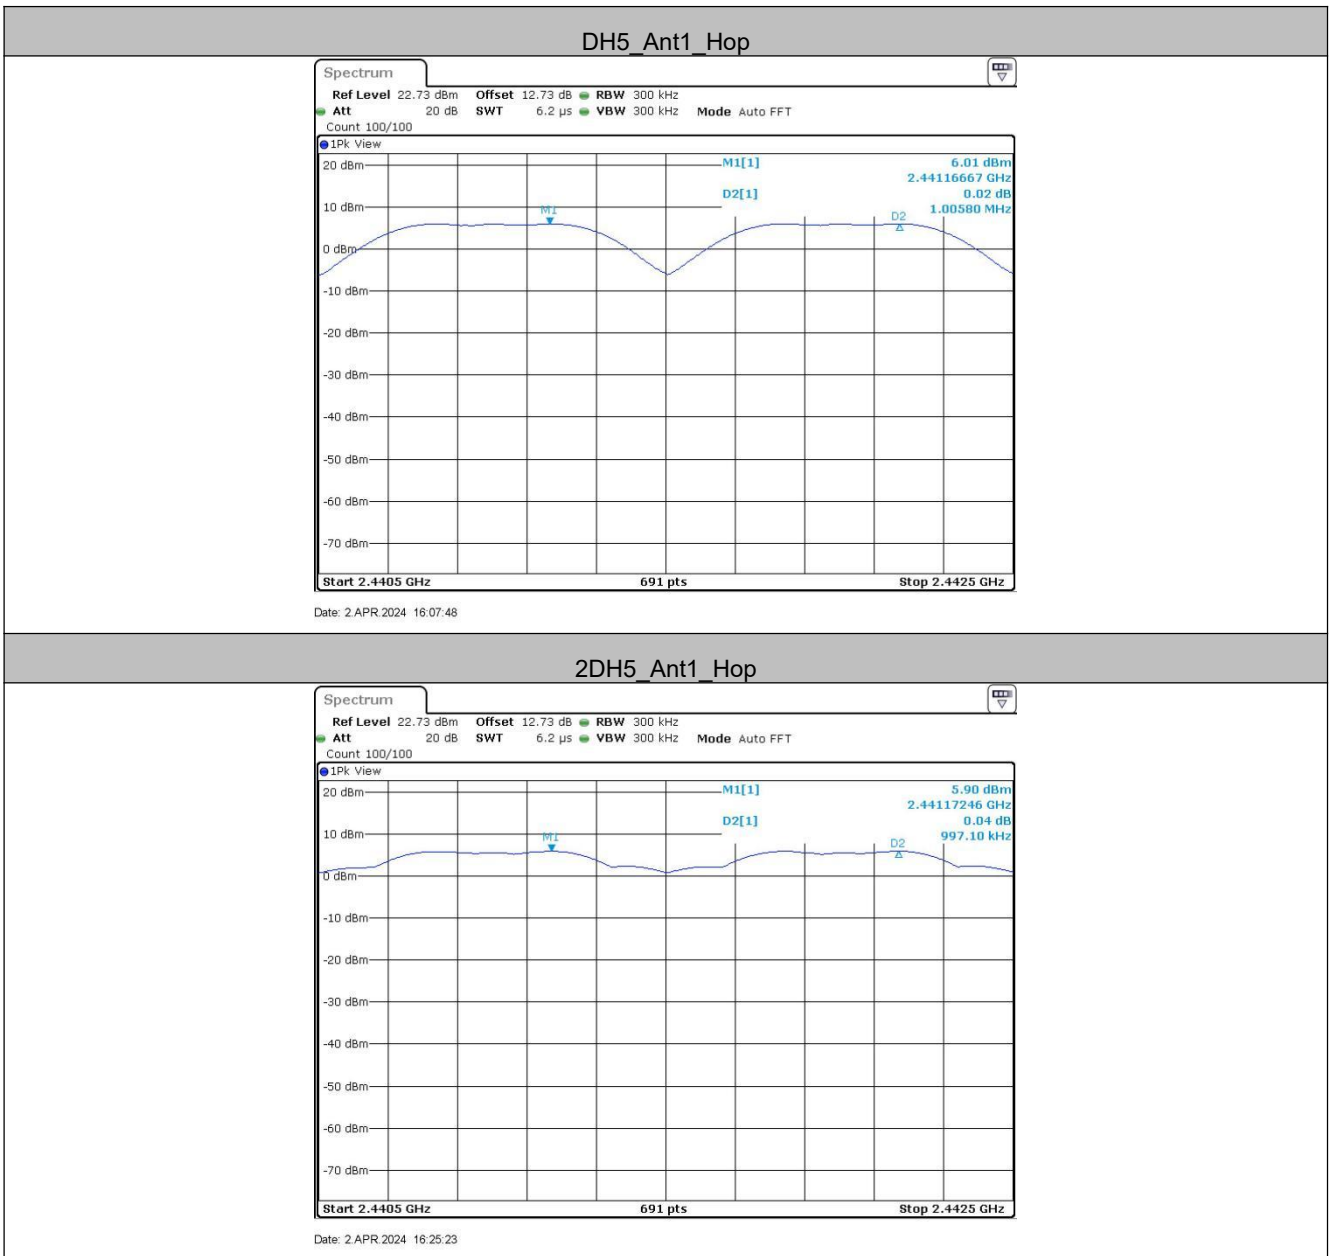 DH5_Ant1_Hop
Spectrum
Ref Level 22.73 dBm Offset 12.73 dB RBW 300 kHz
Att 20 dB SWT 6.2 µs VBW 300 kHz Mode Auto FFT
Count 100/100
1Pk View
M1[1] 6.01 dBm
2.44116667 GHz
D2[1] 0.02 dB
1.00580 MHz
20 dBm
10 dBm
M1
D2
0 dBm
-10 dBm
-20 dBm
-30 dBm
-40 dBm
-50 dBm
-60 dBm
-70 dBm
Start 2.4405 GHz 691 pts Stop 2.4425 GHz
Date: 2.APR.2024 16:07:48
2DH5_Ant1_Hop
Spectrum
Ref Level 22.73 dBm Offset 12.73 dB RBW 300 kHz
Att 20 dB SWT 6.2 µs VBW 300 kHz Mode Auto FFT
Count 100/100
1Pk View
M1[1] 5.90 dBm
2.44117246 GHz
D2[1] 0.04 dB
997.10 kHz
20 dBm
10 dBm
M1
D2
0 dBm
-10 dBm
-20 dBm
-30 dBm
-40 dBm
-50 dBm
-60 dBm
-70 dBm
Start 2.4405 GHz 691 pts Stop 2.4425 GHz
Date: 2.APR.2024 16:25:23